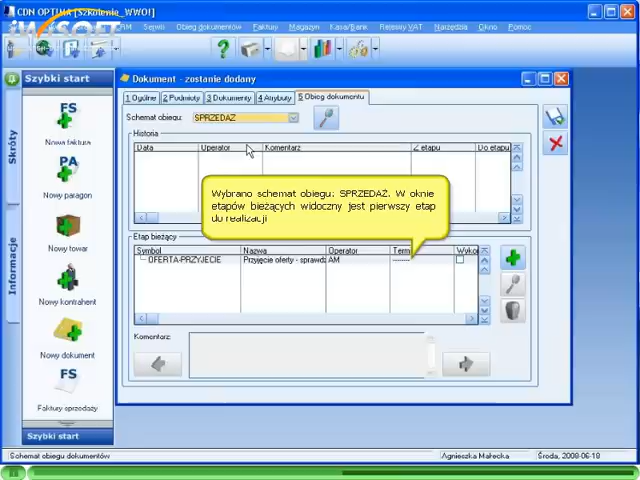 CDN OPTIMA [Szkolenie_WWO!]
Serwis Obieg dokumentów Faktury Magazyn Kasa/Bank Rejestry VAT Narzędzia Okno Pomoc
Szybki start
Skróty
Informacje
FS
Nowa faktura
PA
Nowy paragon
Nowy towar
Nowy kontrahent
Nowy dokument
FS
Faktury sprzedaży
Szybki start
Dokument - zostanie dodany
1 Ogólne 2 Podmioty 3 Dokumenty 4 Atrybuty 5 Obieg dokumentu
Schemat obiegu: SPRZEDAŻ
Historia
Data Operator Komentarz Z etapu Do etapu
Wybrano schemat obiegu: SPRZEDAŻ. W oknie
etapów bieżących widoczny jest pierwszy etap
do realizacji
Etap bieżący
Symbol Nazwa Operator Term Wyko
OFERTA-PRZYJECIE Przyjęcie oferty - sprawdz AM --------
Komentarz:
Schemat obiegu dokumentów
Agnieszka Małecka
Środa, 2008-06-18